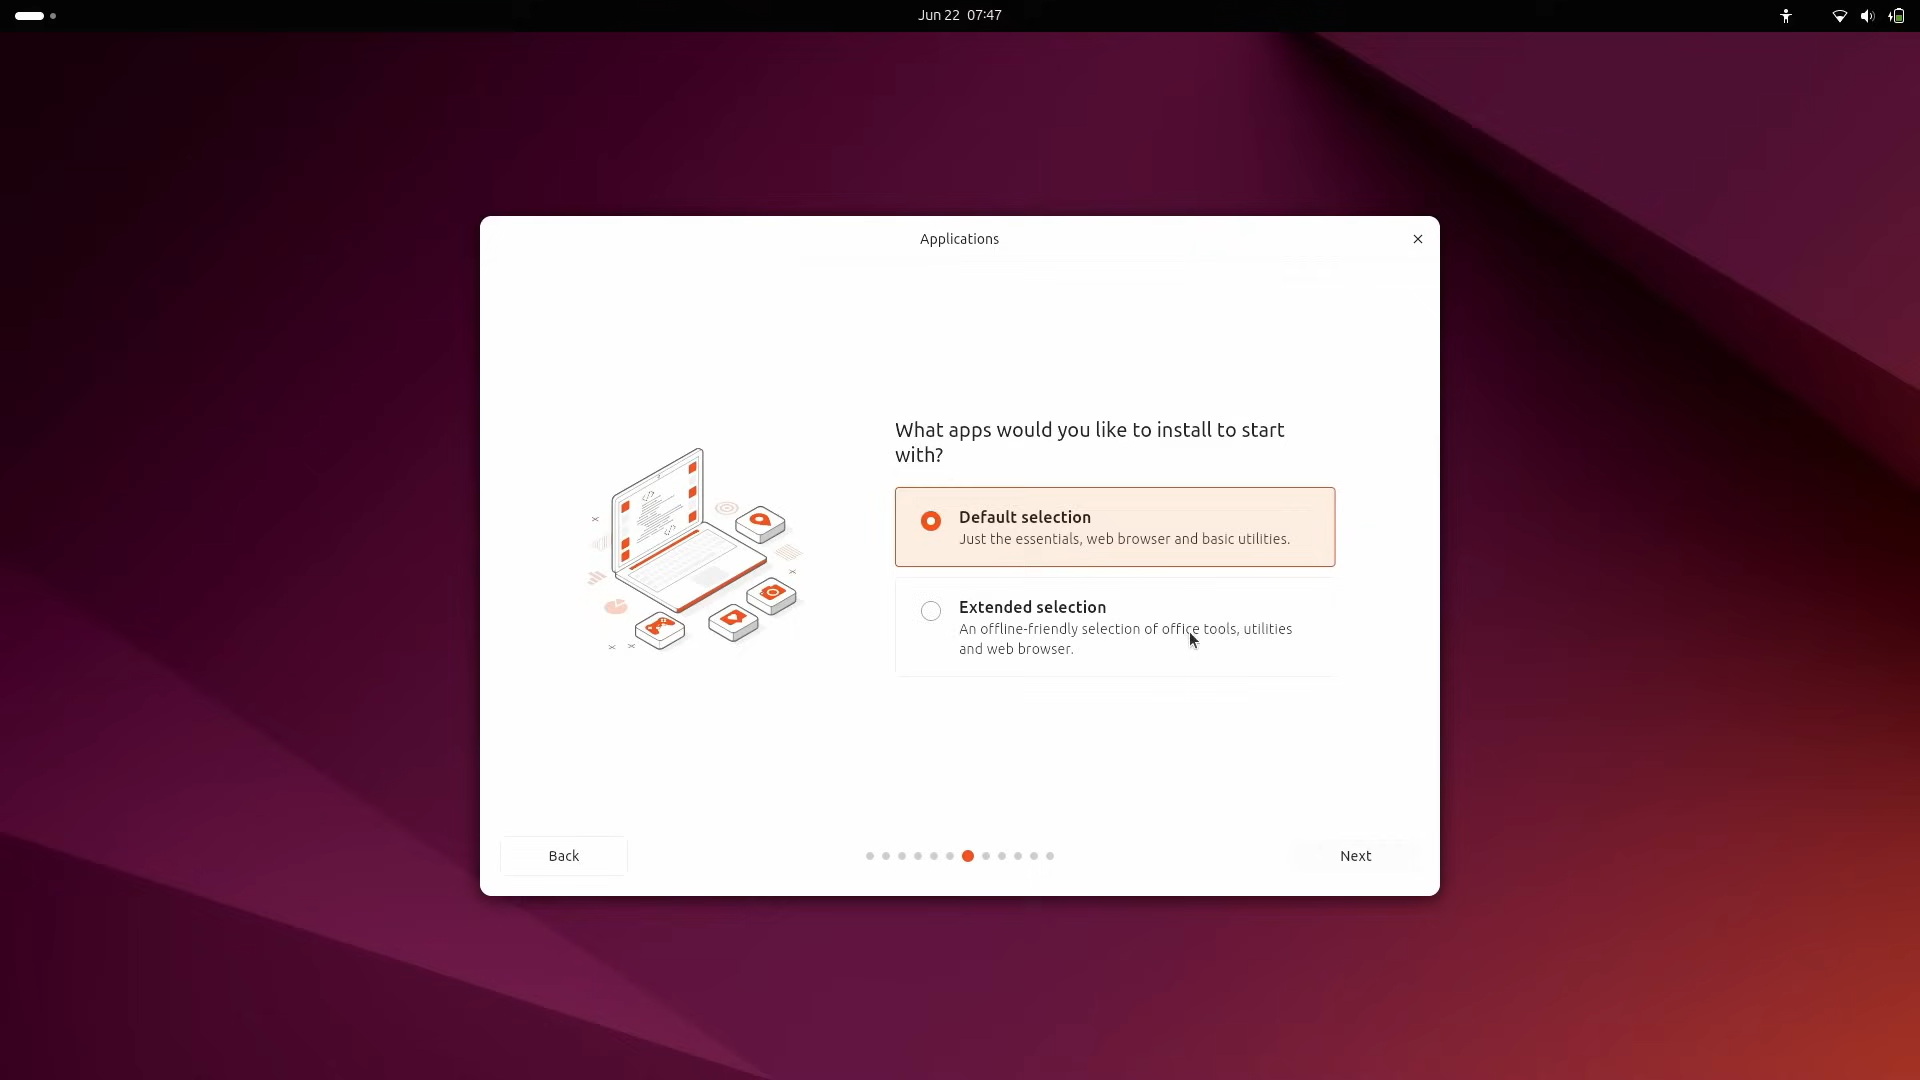 Jun 22 07:47
Applications
What apps would you like to install to start
with?
Default selection
Just the essentials, web browser and basic utilities.
Extended selection
An offline-friendly selection of office tools, utilities
and web browser.
Back
Next